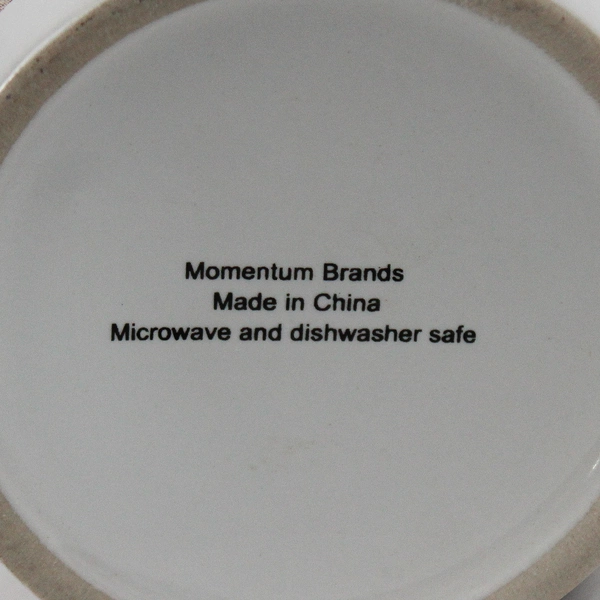 Momentum Brands
Made in China
Microwave and dishwasher safe